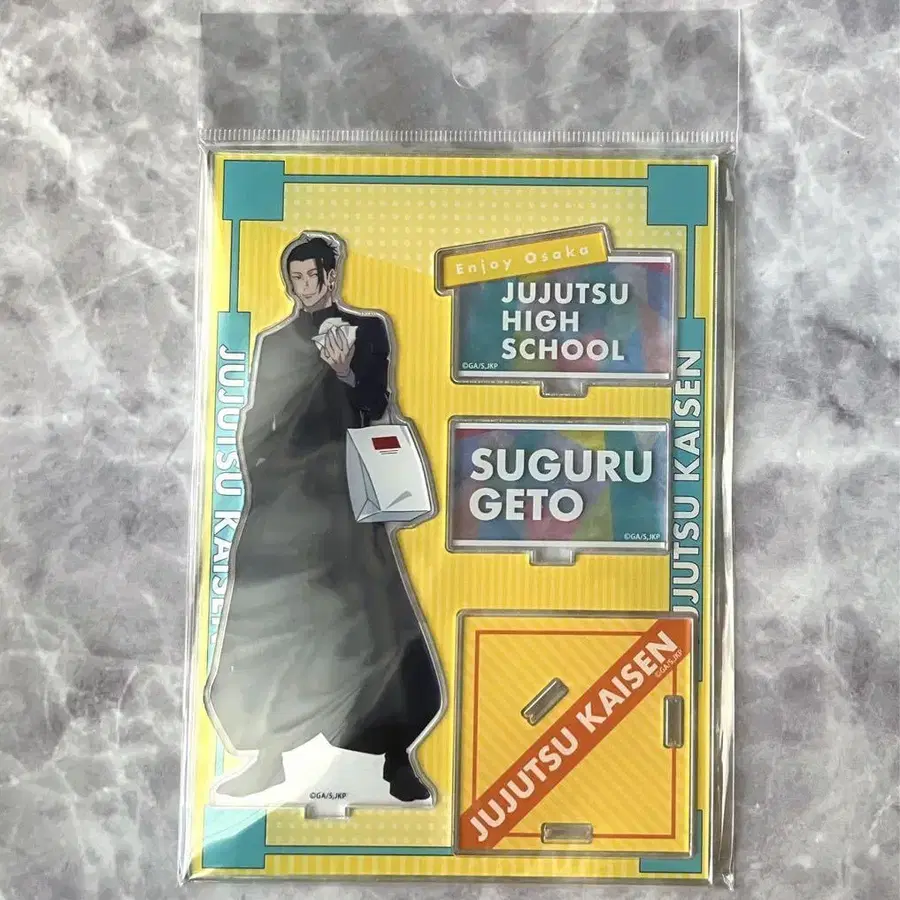 Enjoy Osaka
JUJUTSU
HIGH
SCHOOL
©GA/S,JKP
SUGURU
GETO
©GA/S,JKP
JUJUTSU KAISEN
JUJUTSU KAISEN
JUJUTSU KAISEN
©GA/S,JKP
©GA/S,JKP